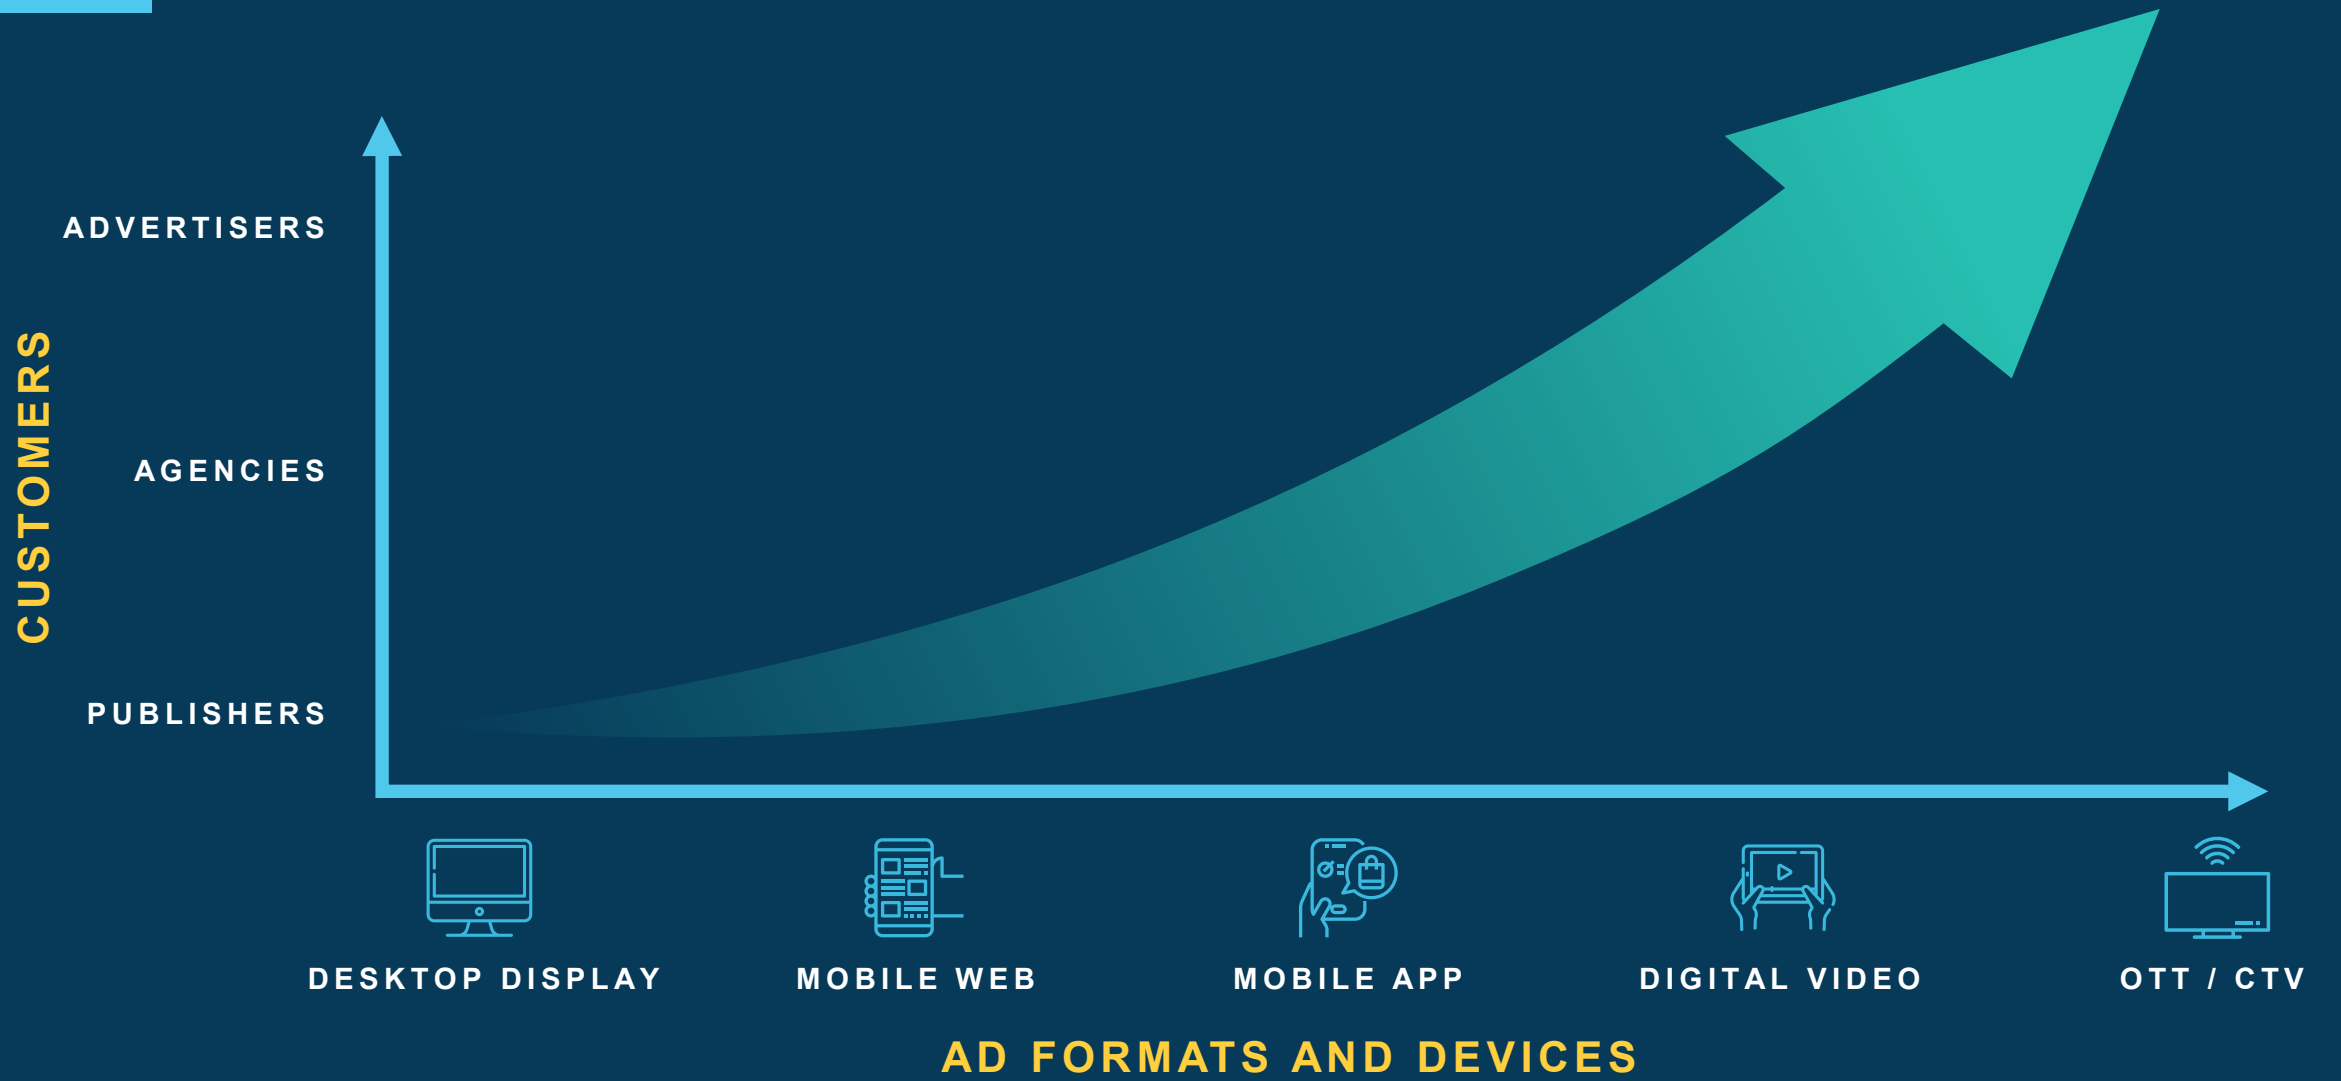 ADVERTISERS
CUSTOMERS
AGENCIES
PUBLISHERS
DESKTOP DISPLAY
MOBILE WEB
MOBILE APP
DIGITAL VIDEO
OTT / CTV
AD FORMATS AND DEVICES